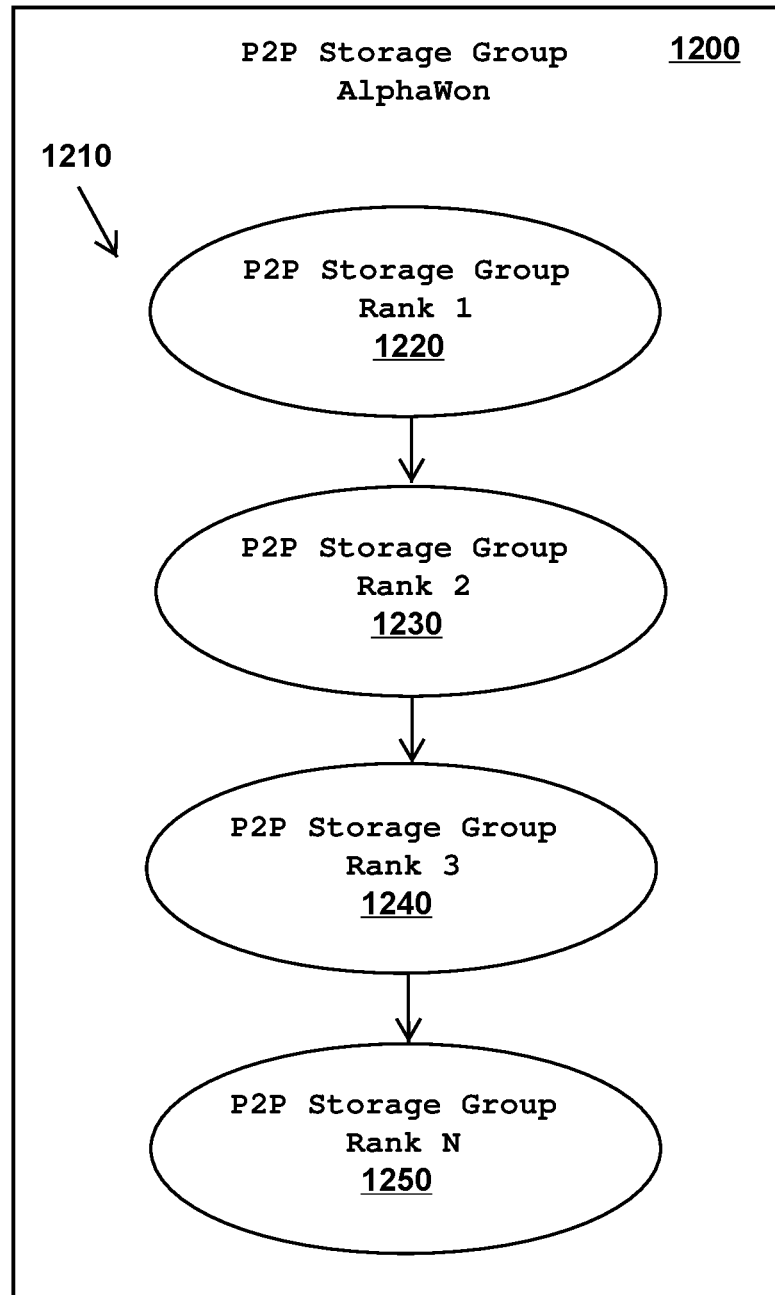 P2P Storage Group 1200
AlphaWon
1210
P2P Storage Group
Rank 1
1220
P2P Storage Group
Rank 2
1230
P2P Storage Group
Rank 3
1240
P2P Storage Group
Rank N
1250